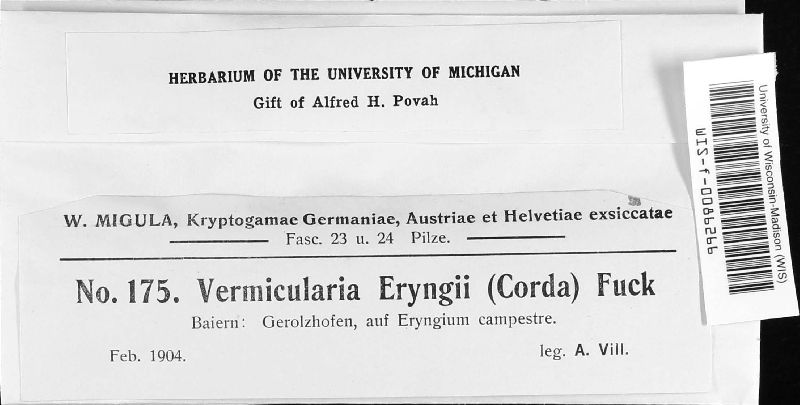 HERBARIUM OF THE UNIVERSITY OF MICHIGAN
Gift of Alfred H. Povah
W. MIGULA, Kryptogamae Germaniae, Austriae et Helvetiae exsiccatae
Fasc. 23 u. 24 Pilze.
No. 175. Vermicularia Eryngii (Corda) Fuck
Baiern: Gerolzhofen, auf Eryngium campestre.
Feb. 1904. leg. A. Vill.
University of Wisconsin-Madison (WIS)
WIS-f-0089266